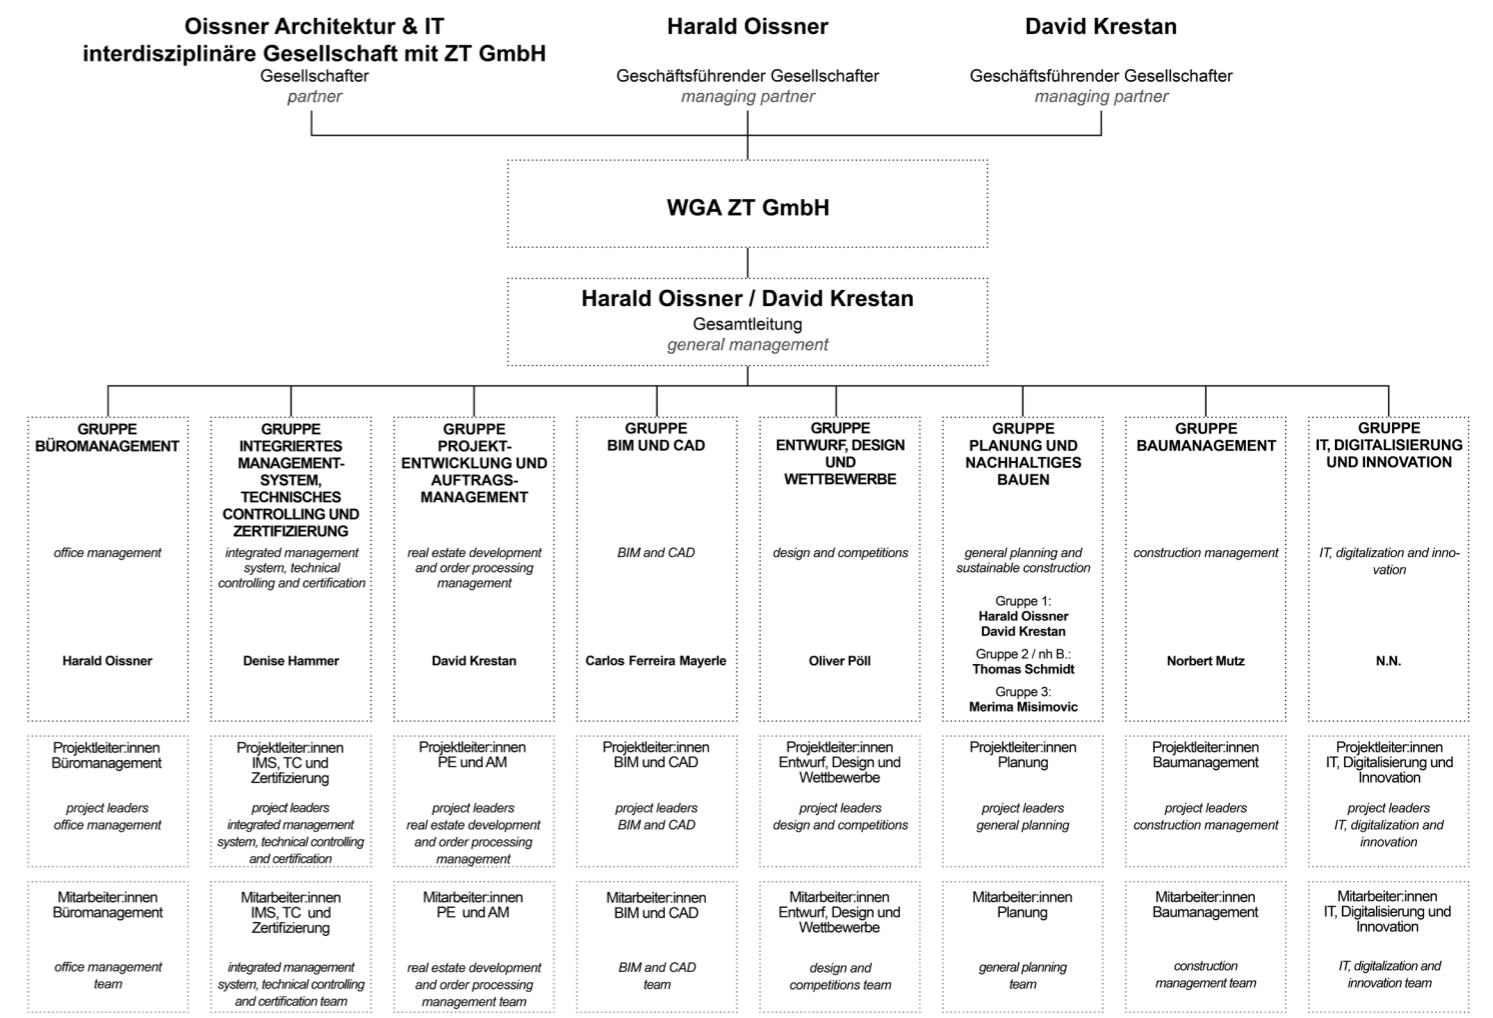 Oissner Architektur & IT
interdisziplinäre Gesellschaft mit ZT GmbH
Gesellschafter
partner
Harald Oissner
Geschäftsführender Gesellschafter
managing partner
David Krestan
Geschäftsführender Gesellschafter
managing partner
WGA ZT GmbH
Harald Oissner / David Krestan
Gesamtleitung
general management
GRUPPE
BÜROMANAGEMENT
office management
Harald Oissner
GRUPPE
INTEGRIERTES
MANAGEMENT-
SYSTEM,
TECHNISCHES
CONTROLLING UND
ZERTIFIZIERUNG
integrated management
system, technical
controlling and certification
Denise Hammer
GRUPPE
PROJEKT-
ENTWICKLUNG UND
AUFTRAGS-
MANAGEMENT
real estate development
and order processing
management
David Krestan
GRUPPE
BIM UND CAD
BIM and CAD
Carlos Ferreira Mayerle
GRUPPE
ENTWURF, DESIGN
UND
WETTBEWERBE
design and competitions
Oliver Pöll
GRUPPE
PLANUNG UND
NACHHALTIGES
BAUEN
general planning and
sustainable construction
Gruppe 1:
Harald Oissner
David Krestan
Gruppe 2 / nh B.:
Thomas Schmidt
Gruppe 3:
Merima Misimovic
GRUPPE
BAUMANAGEMENT
construction management
Norbert Mutz
GRUPPE
IT, DIGITALISIERUNG
UND INNOVATION
IT, digitalization and inno-
vation
N.N.
Projektleiter:innen
Büromanagement
project leaders
office management
Projektleiter:innen
IMS, TC und
Zertifizierung
project leaders
integrated management
system, technical controlling
and certification
Projektleiter:innen
PE und AM
project leaders
real estate development
and order processing
management
Projektleiter:innen
BIM und CAD
project leaders
BIM and CAD
Projektleiter:innen
Entwurf, Design und
Wettbewerbe
project leaders
design and competitions
Projektleiter:innen
Planung
project leaders
general planning
Projektleiter:innen
Baumanagement
project leaders
construction management
Projektleiter:innen
IT, Digitalisierung und
Innovation
project leaders
IT, digitalization and
innovation
Mitarbeiter:innen
Büromanagement
office management
team
Mitarbeiter:innen
IMS, TC und
Zertifizierung
integrated management
system, technical controlling
and certification team
Mitarbeiter:innen
PE und AM
real estate development
and order processing
management team
Mitarbeiter:innen
BIM und CAD
BIM and CAD
team
Mitarbeiter:innen
Entwurf, Design und
Wettbewerbe
design and
competitions team
Mitarbeiter:innen
Planung
general planning
team
Mitarbeiter:innen
Baumanagement
construction
management team
Mitarbeiter:innen
IT, Digitalisierung und
Innovation
IT, digitalization and
innovation team